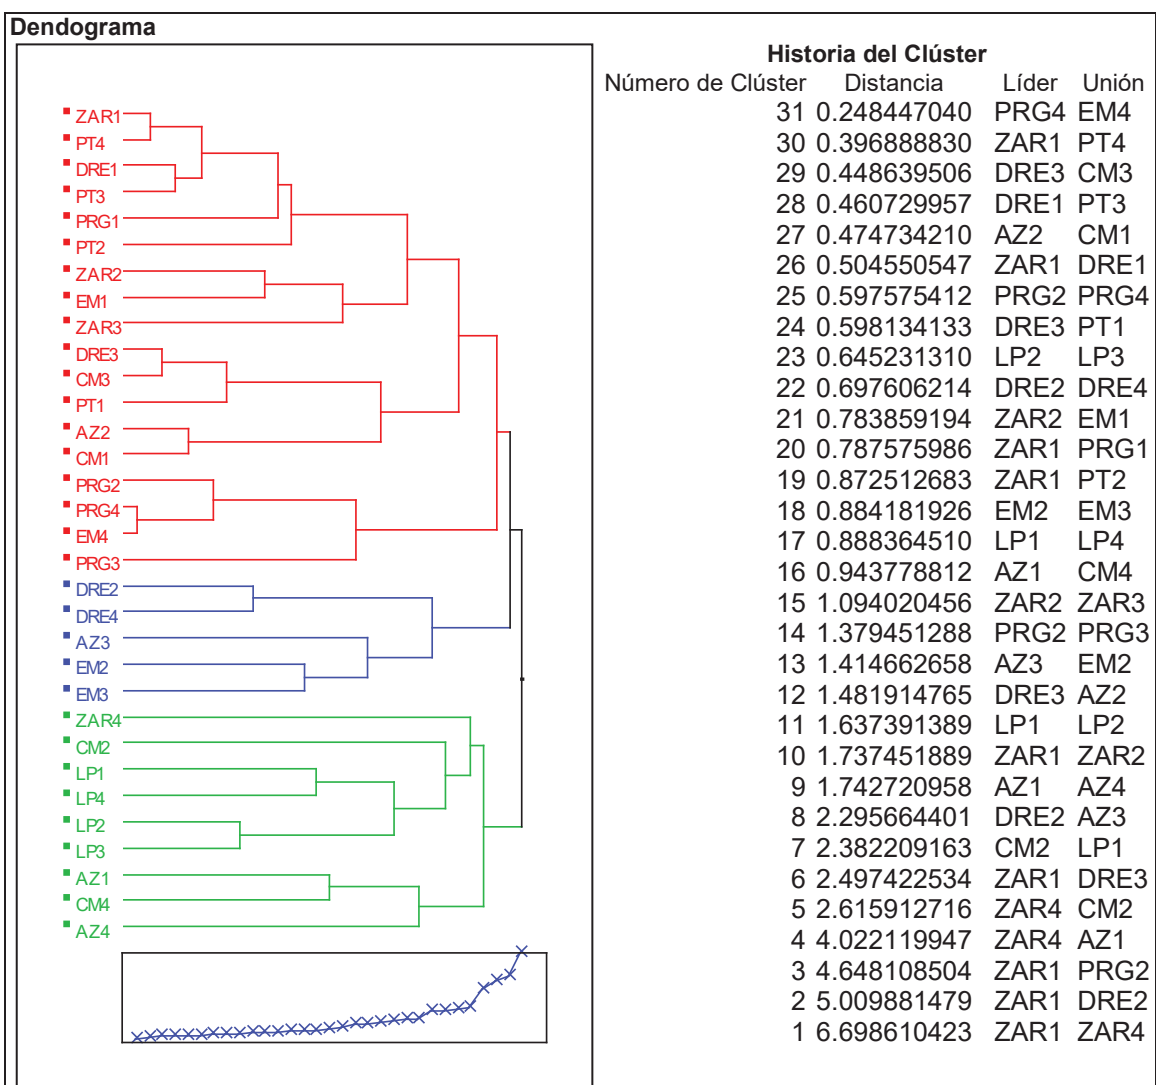 Dendograma
ZAR1
PT4
DRE1
PT3
PRG1
PT2
ZAR2
EM1
ZAR3
DRE3
CM3
PT1
AZ2
CM1
PRG2
PRG4
EM4
PRG3
DRE2
DRE4
AZ3
EM2
EM3
ZAR4
CM2
LP1
LP4
LP2
LP3
AZ1
CM4
AZ4
Historia del Clúster
Número de Clúster Distancia Líder Unión
31 0.248447040 PRG4 EM4
30 0.396888830 ZAR1 PT4
29 0.448639506 DRE3 CM3
28 0.460729957 DRE1 PT3
27 0.474734210 AZ2 CM1
26 0.504550547 ZAR1 DRE1
25 0.597575412 PRG2 PRG4
24 0.598134133 DRE3 PT1
23 0.645231310 LP2 LP3
22 0.697606214 DRE2 DRE4
21 0.783859194 ZAR2 EM1
20 0.787575986 ZAR1 PRG1
19 0.872512683 ZAR1 PT2
18 0.884181926 EM2 EM3
17 0.888364510 LP1 LP4
16 0.943778812 AZ1 CM4
15 1.094020456 ZAR2 ZAR3
14 1.379451288 PRG2 PRG3
13 1.414662658 AZ3 EM2
12 1.481914765 DRE3 AZ2
11 1.637391389 LP1 LP2
10 1.737451889 ZAR1 ZAR2
9 1.742720958 AZ1 AZ4
8 2.295664401 DRE2 AZ3
7 2.382209163 CM2 LP1
6 2.497422534 ZAR1 DRE3
5 2.615912716 ZAR4 CM2
4 4.022119947 ZAR4 AZ1
3 4.648108504 ZAR1 PRG2
2 5.009881479 ZAR1 DRE2
1 6.698610423 ZAR1 ZAR4